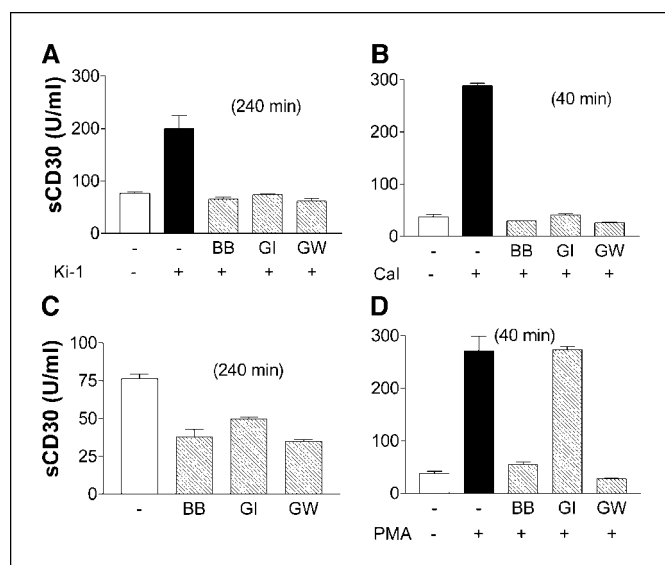 A
sCD30 (U/ml)
300
200
100
0
(240 min)
- - BB GI GW
Ki-1 - + + + +
B
300
200
100
0
(40 min)
- - BB GI GW
Cal - + + + +
C
sCD30 (U/ml)
100
75
50
25
0
(240 min)
- BB GI GW
D
300
200
100
0
(40 min)
- - BB GI GW
PMA - + + + +